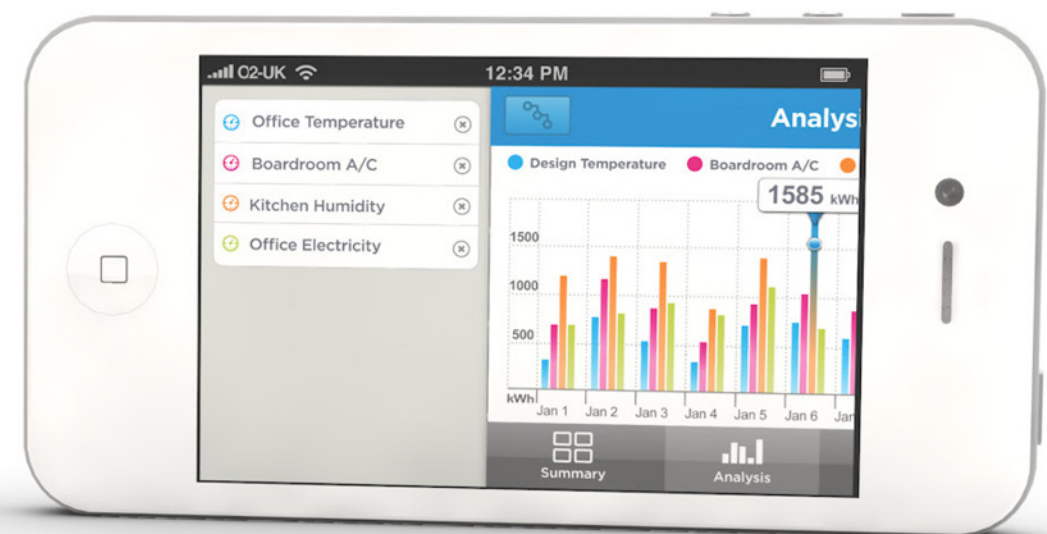 O2-UK 12:34 PM
Office Temperature
Boardroom A/C
Kitchen Humidity
Office Electricity
Analysi
Design Temperature Boardroom A/C
1585 kWh
1500
1000
500
kWh
Jan 1 Jan 2 Jan 3 Jan 4 Jan 5 Jan 6 Jan
Summary Analysis